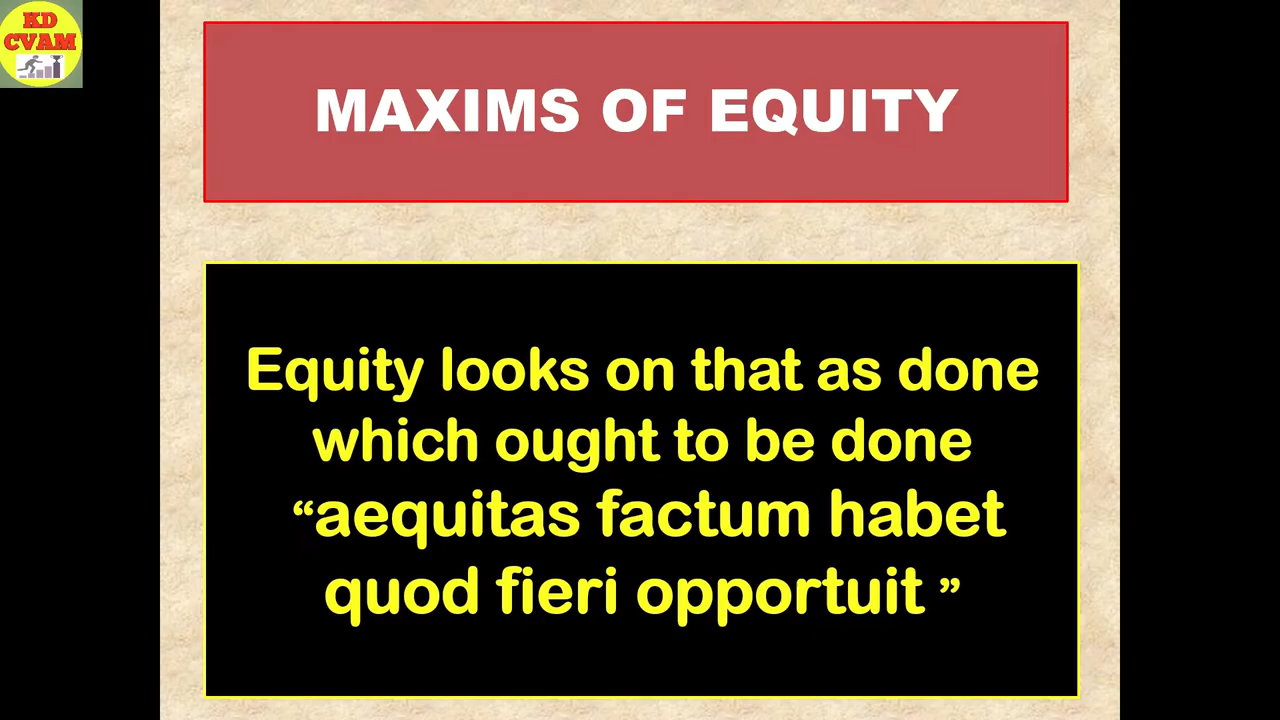 KD
CVAM
MAXIMS OF EQUITY
Equity looks on that as done
which ought to be done
“aequitas factum habet
quod fieri opportuit ”